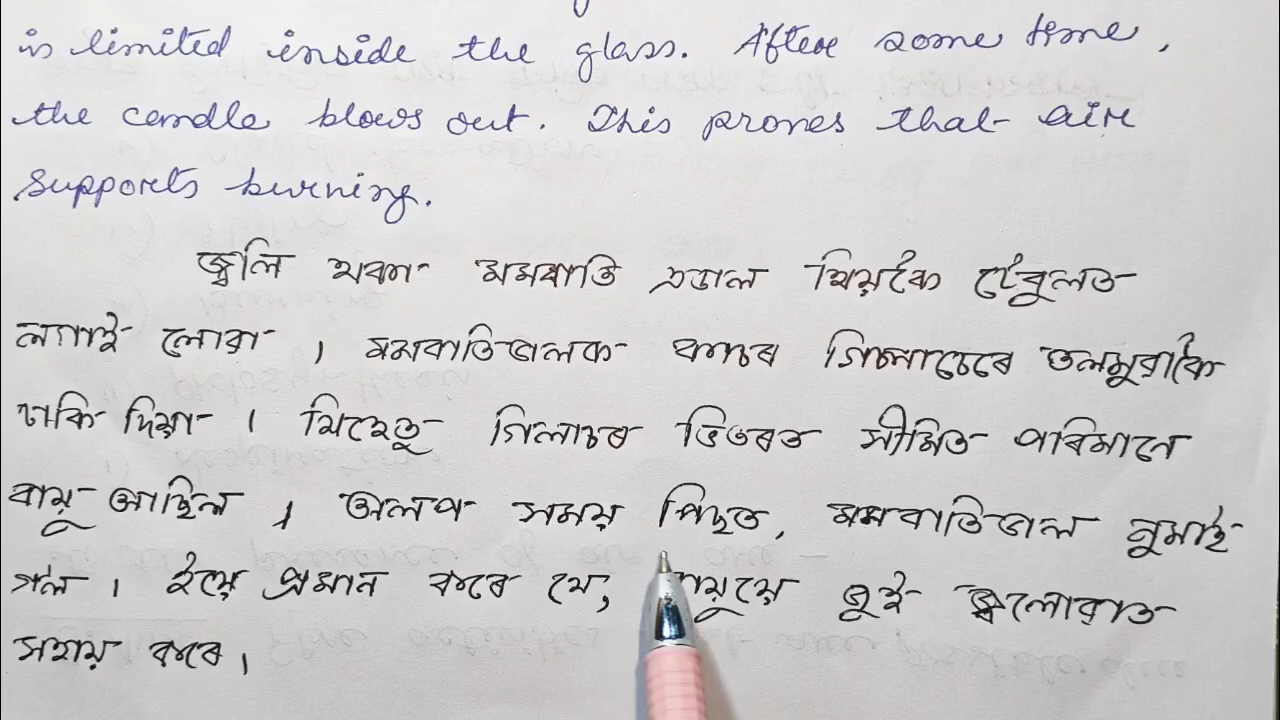 is limited inside the glass. After some time,
the candle blows out. This proves that air
supports burning.
জ্বলি থকা মমবাতি এডাল থিয়কৈ টেবুলত
লগাই লোৱা । মমবাতিডালক কাচৰ গিলাচেৰে তলমুৱাকৈ
ঢাকি দিয়া । যিহেতু গিলাচৰ ভিতৰত সীমিত পৰিমানে
বায়ু আছিল । অলপ সময় পিছত, মমবাতিডাল নুমাই
গল । ইয়ে প্ৰমান কৰে যে, বায়ুয়ে জুই জ্বলোৱাত
সহায় কৰে ।